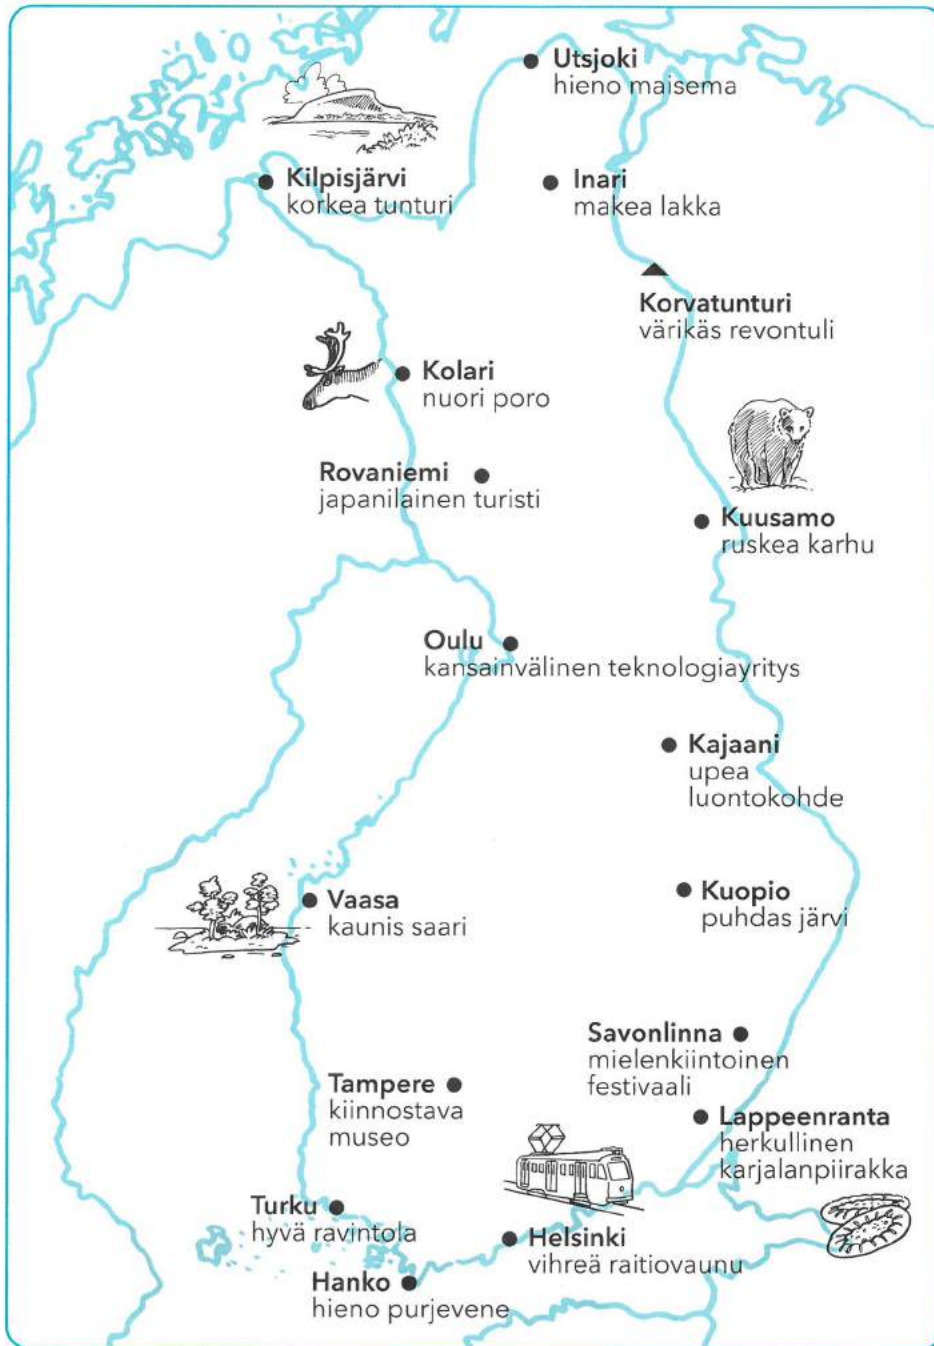 Utsjoki
hieno maisema
Kilpisjärvi
korkea tunturi
Inari
makea lakka
Korvatunturi
värikäs revontuli
Kolari
nuori poro
Rovaniemi
japanilainen turisti
Kuusamo
ruskea karhu
Oulu
kansainvälinen teknologiayritys
Kajaani
upea
luontokohde
Vaasa
kaunis saari
Kuopio
puhdas järvi
Savonlinna
mielenkiintoinen
festivaali
Tampere
kiinnostava
museo
Lappeenranta
herkullinen
karjalanpiirakka
Turku
hyvä ravintola
Helsinki
vihreä raitiovaunu
Hanko
hieno purjevene